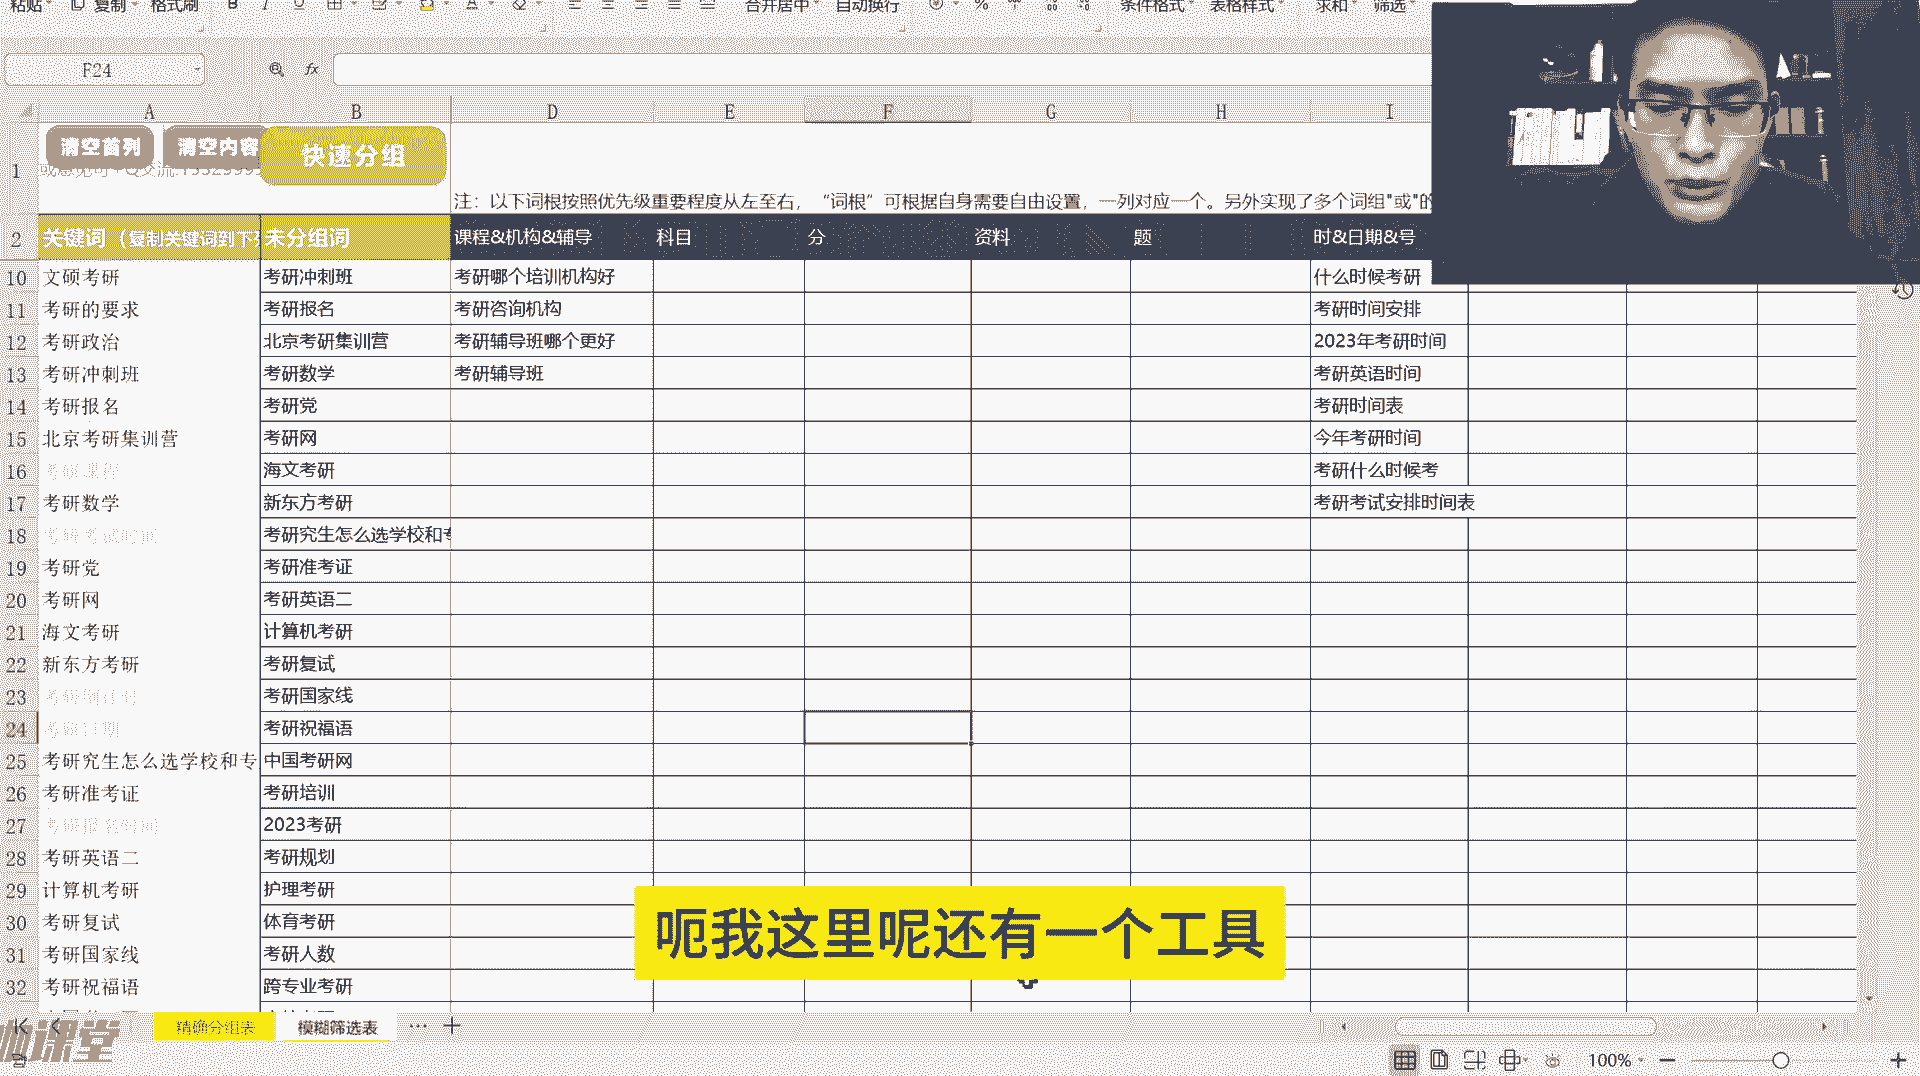 粘贴 复制 格式刷 B I U A 合并居中 自动换行 % 条件格式 表格样式 求和 筛选
F24 fx
A B D E F G H I
1 清空首列 清空内容 快速分组
注：以下词根按照优先级重要程度从左至右，“词根”可根据自身需要自由设置，一列对应一个。另外实现了多个词组"或"的
2 关键词（复制关键词到下 未分组词 课程&机构&辅导 科目 分 资料 题 时&日期&号
10 文硕考研 考研冲刺班 考研哪个培训机构好 什么时候考研
11 考研的要求 考研报名 考研咨询机构 考研时间安排
12 考研政治 北京考研集训营 考研辅导班哪个更好 2023年考研时间
13 考研冲刺班 考研数学 考研辅导班 考研英语时间
14 考研报名 考研党 考研时间表
15 北京考研集训营 考研网 今年考研时间
16 考研课程 海文考研 考研什么时候考
17 考研数学 新东方考研 考研考试安排时间表
18 考研考试时间 考研究生怎么选学校和专
19 考研党 考研准考证
20 考研网 考研英语二
21 海文考研 计算机考研
22 新东方考研 考研复试
23 考研国家线
24 考研日期 考研祝福语
25 考研究生怎么选学校和专 中国考研网
26 考研准考证 考研培训
27 考研报名时间 2023考研
28 考研英语二 考研规划
29 计算机考研 护理考研
30 考研复试 体育考研
31 考研国家线 考研人数
32 考研祝福语 跨专业考研
呃我这里呢还有一个工具
精确分组表 模糊筛选表 ··· +
课堂
100% − +